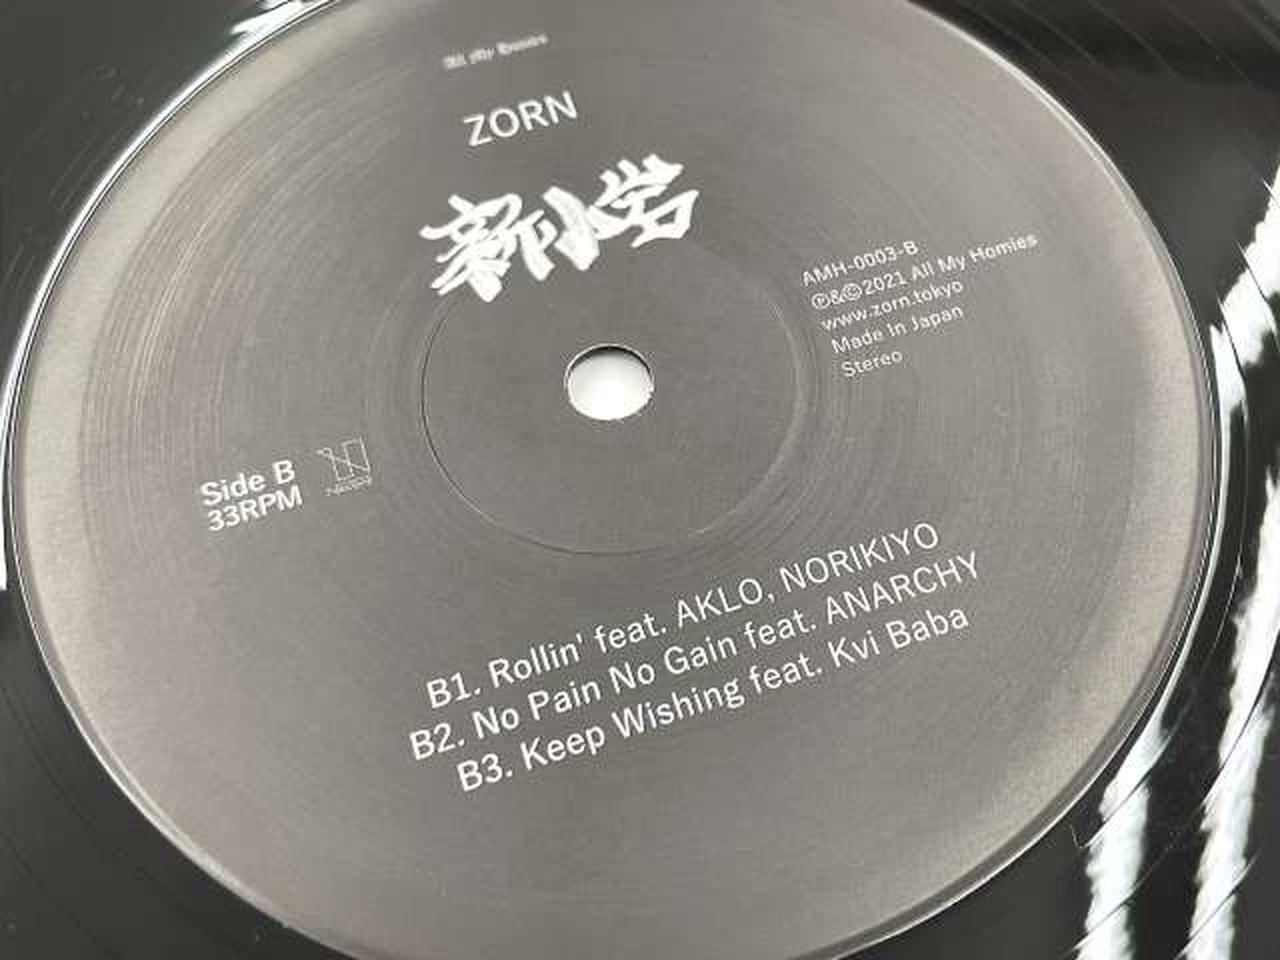 All My Homies
ZORN
新小岩
AMH-0003-B
℗&©2021 All My Homies
www.zorn.tokyo
Made In Japan
Stereo
Side B
33RPM
B1. Rollin' feat. AKLO, NORIKIYO
B2. No Pain No Gain feat. ANARCHY
B3. Keep Wishing feat. Kvi Baba